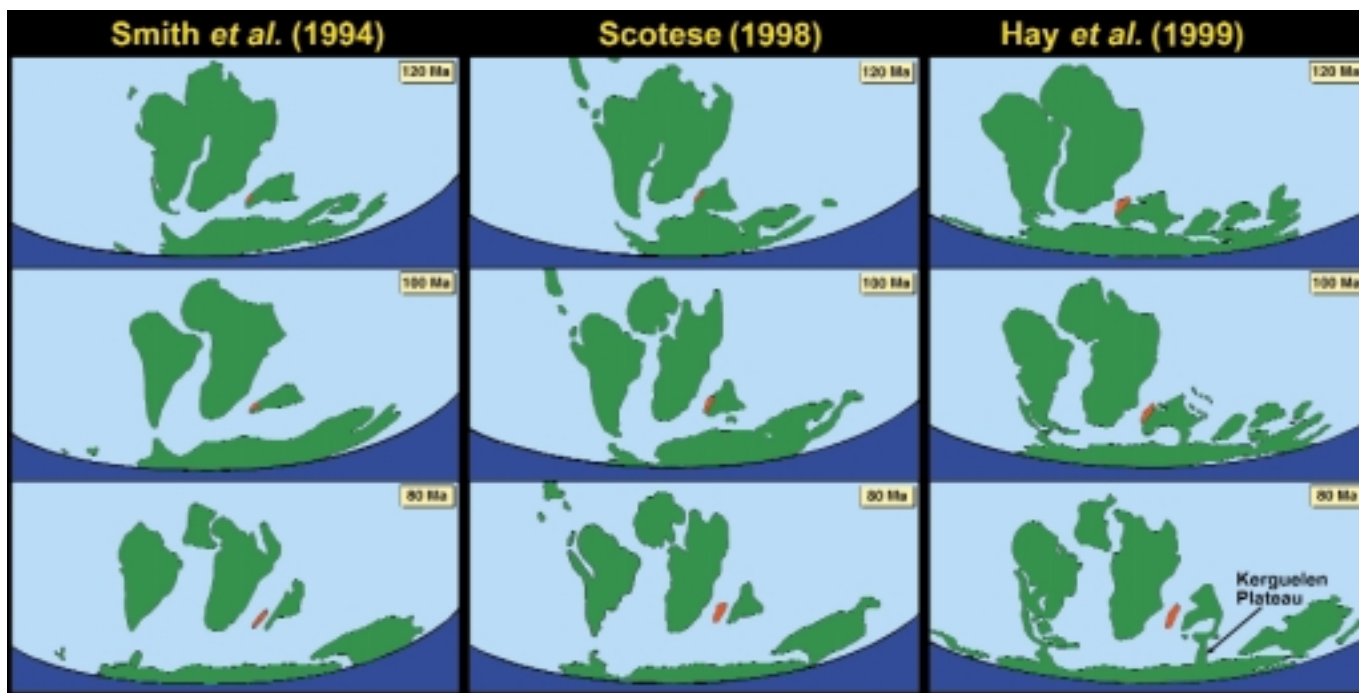 Smith et al. (1994)
Scotese (1998)
Hay et al. (1999)
120 Ma
120 Ma
120 Ma
100 Ma
100 Ma
100 Ma
80 Ma
80 Ma
80 Ma
Kerguelen
Plateau